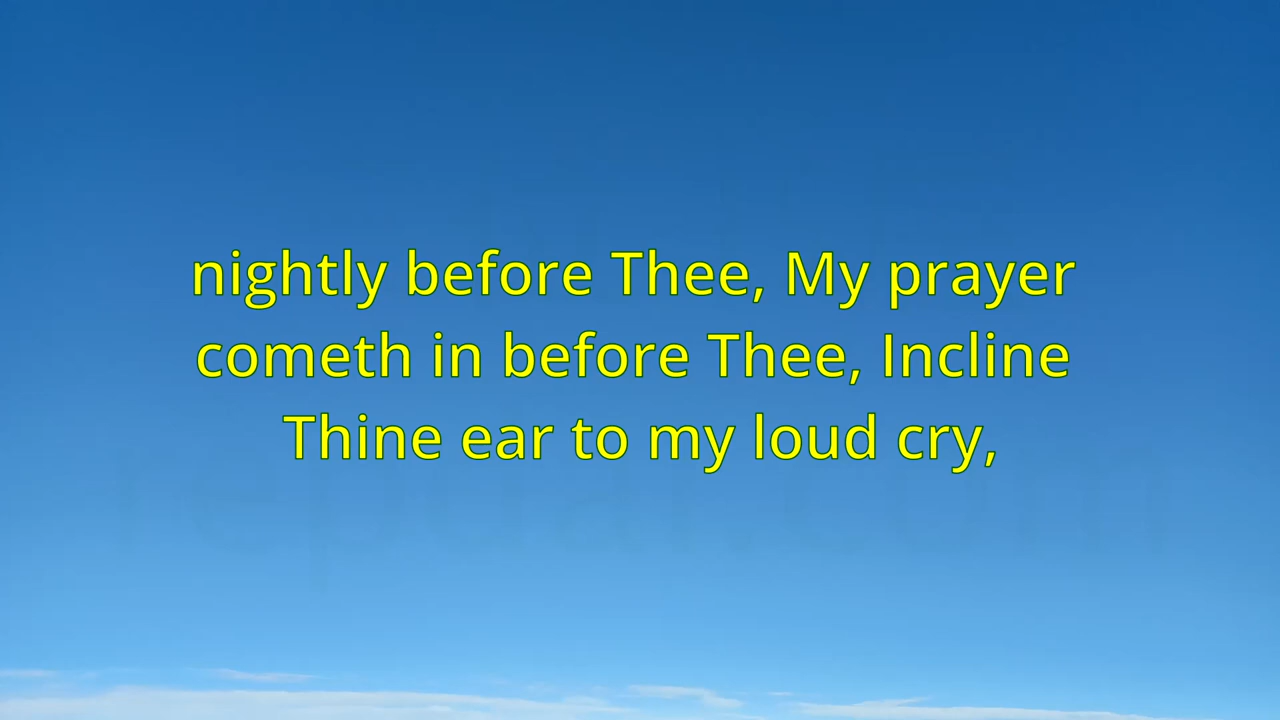 nightly before Thee, My prayer
cometh in before Thee, Incline
Thine ear to my loud cry,